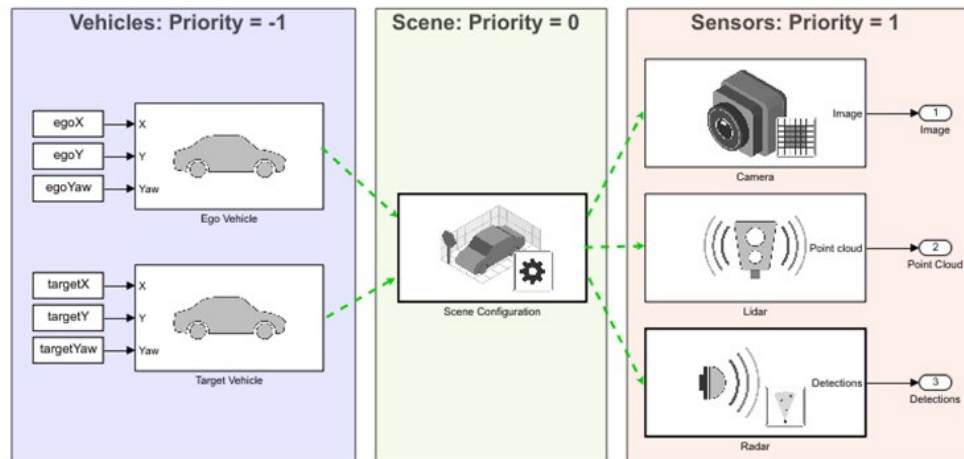 Vehicles: Priority = -1
Scene: Priority = 0
Sensors: Priority = 1
egoX
X
egoY
Y
egoYaw
Yaw
Ego Vehicle
targetX
X
targetY
Y
targetYaw
Yaw
Target Vehicle
Scene Configuration
Image
1
Image
Camera
Point cloud
2
Point Cloud
Lidar
Detections
3
Detections
Radar